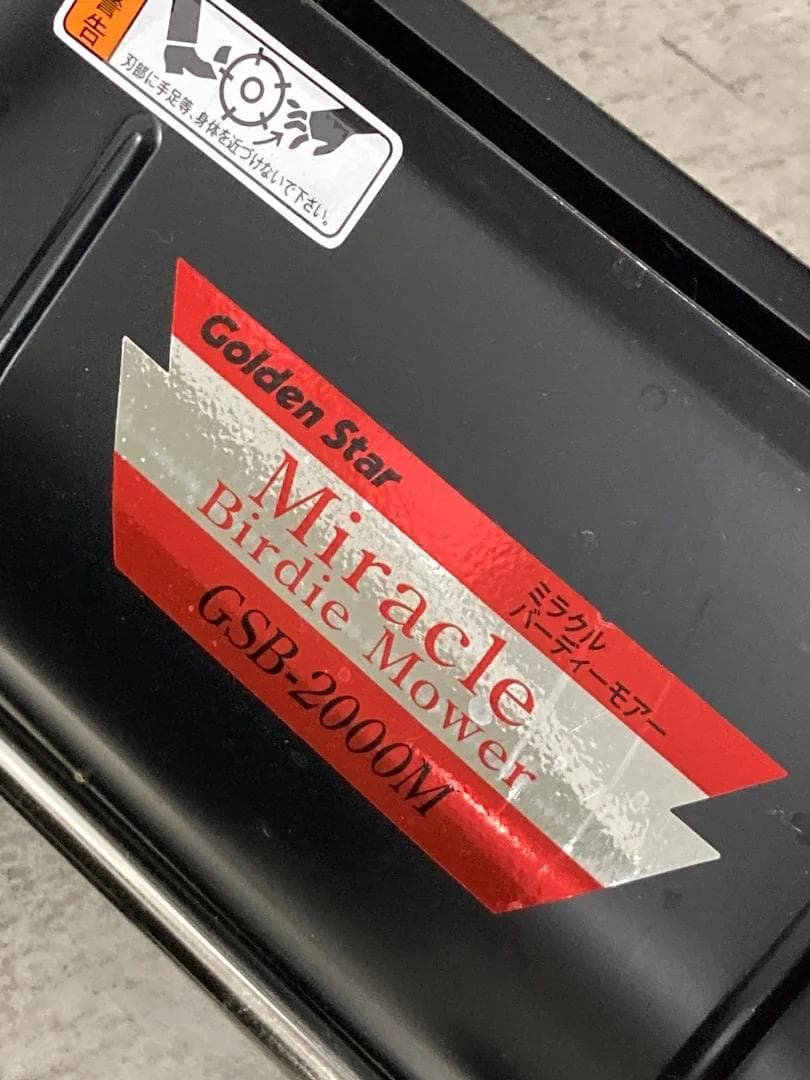 警告
刃部に手足等、身体を近づけないで下さい。
Golden Star
Miracle
Birdie Mower
GSB-2000M
ミラクル
バーディーモアー